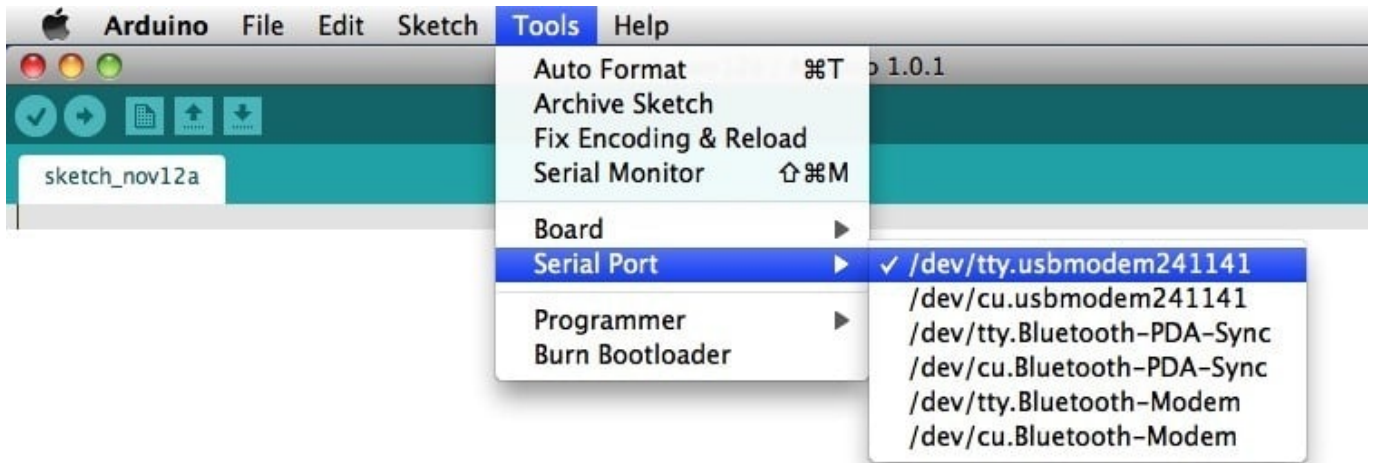 Arduino File Edit Sketch Tools Help
1.0.1
Auto Format ⌘T
Archive Sketch
Fix Encoding & Reload
Serial Monitor ⇧⌘M
sketch_nov12a
Board
Serial Port
✓ /dev/tty.usbmodem241141
/dev/cu.usbmodem241141
/dev/tty.Bluetooth-PDA-Sync
/dev/cu.Bluetooth-PDA-Sync
/dev/tty.Bluetooth-Modem
/dev/cu.Bluetooth-Modem
Programmer
Burn Bootloader